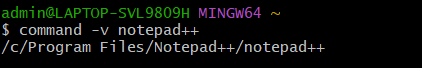 admin@LAPTOP-SVL9809H MINGW64 ~
$ command -v notepad++
/c/Program Files/Notepad++/notepad++